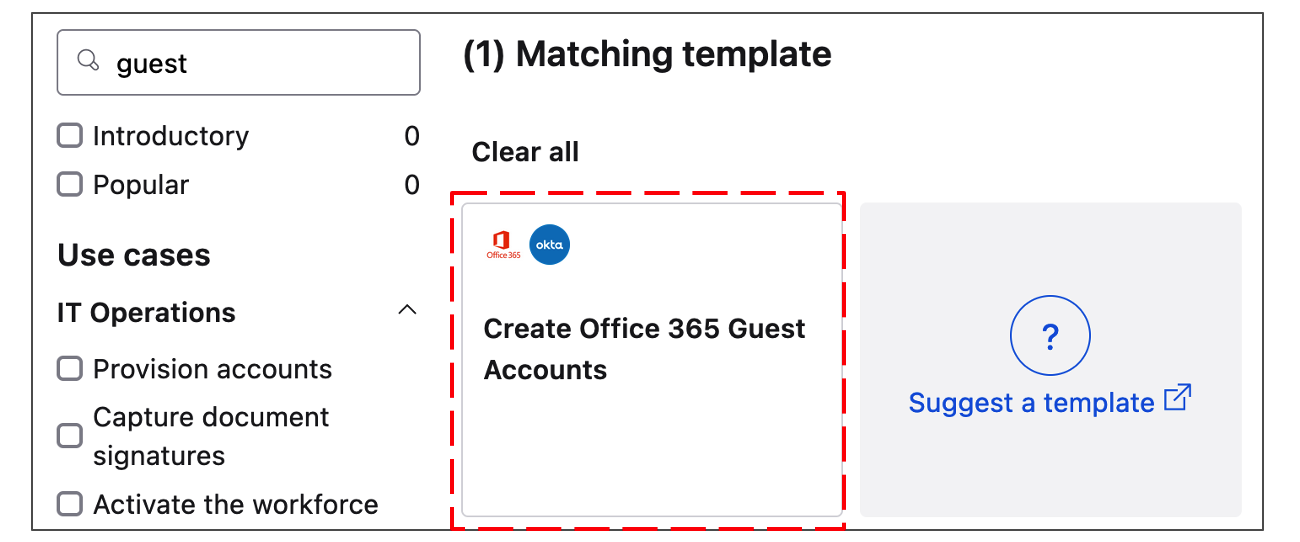 guest
Introductory 0
Popular 0
Use cases
IT Operations
Provision accounts
Capture document
signatures
Activate the workforce
(1) Matching template
Clear all
Office 365
okta
Create Office 365 Guest
Accounts
?
Suggest a template